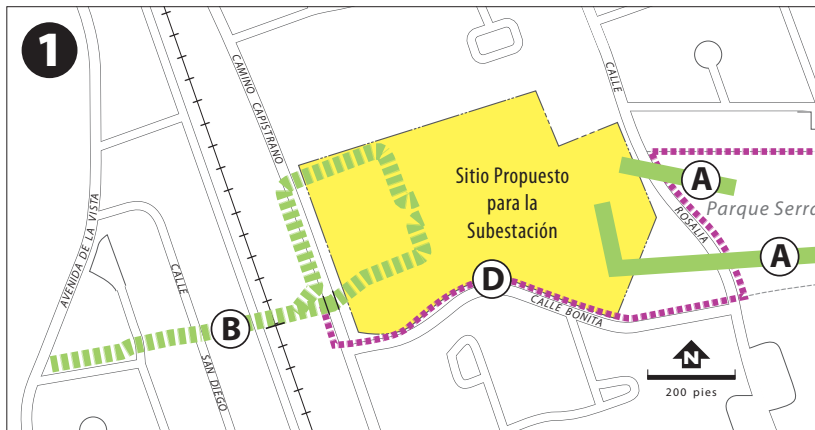 1
CAMINO CAPISTRANO
CALLE
Sitio Propuesto
para la
Subestación
A
Parque Serra
ROSALIA
AVENIDA DE LA VISTA
CALLE
A
D
CALLE BONITA
B
SAN DIEGO
N
200 pies